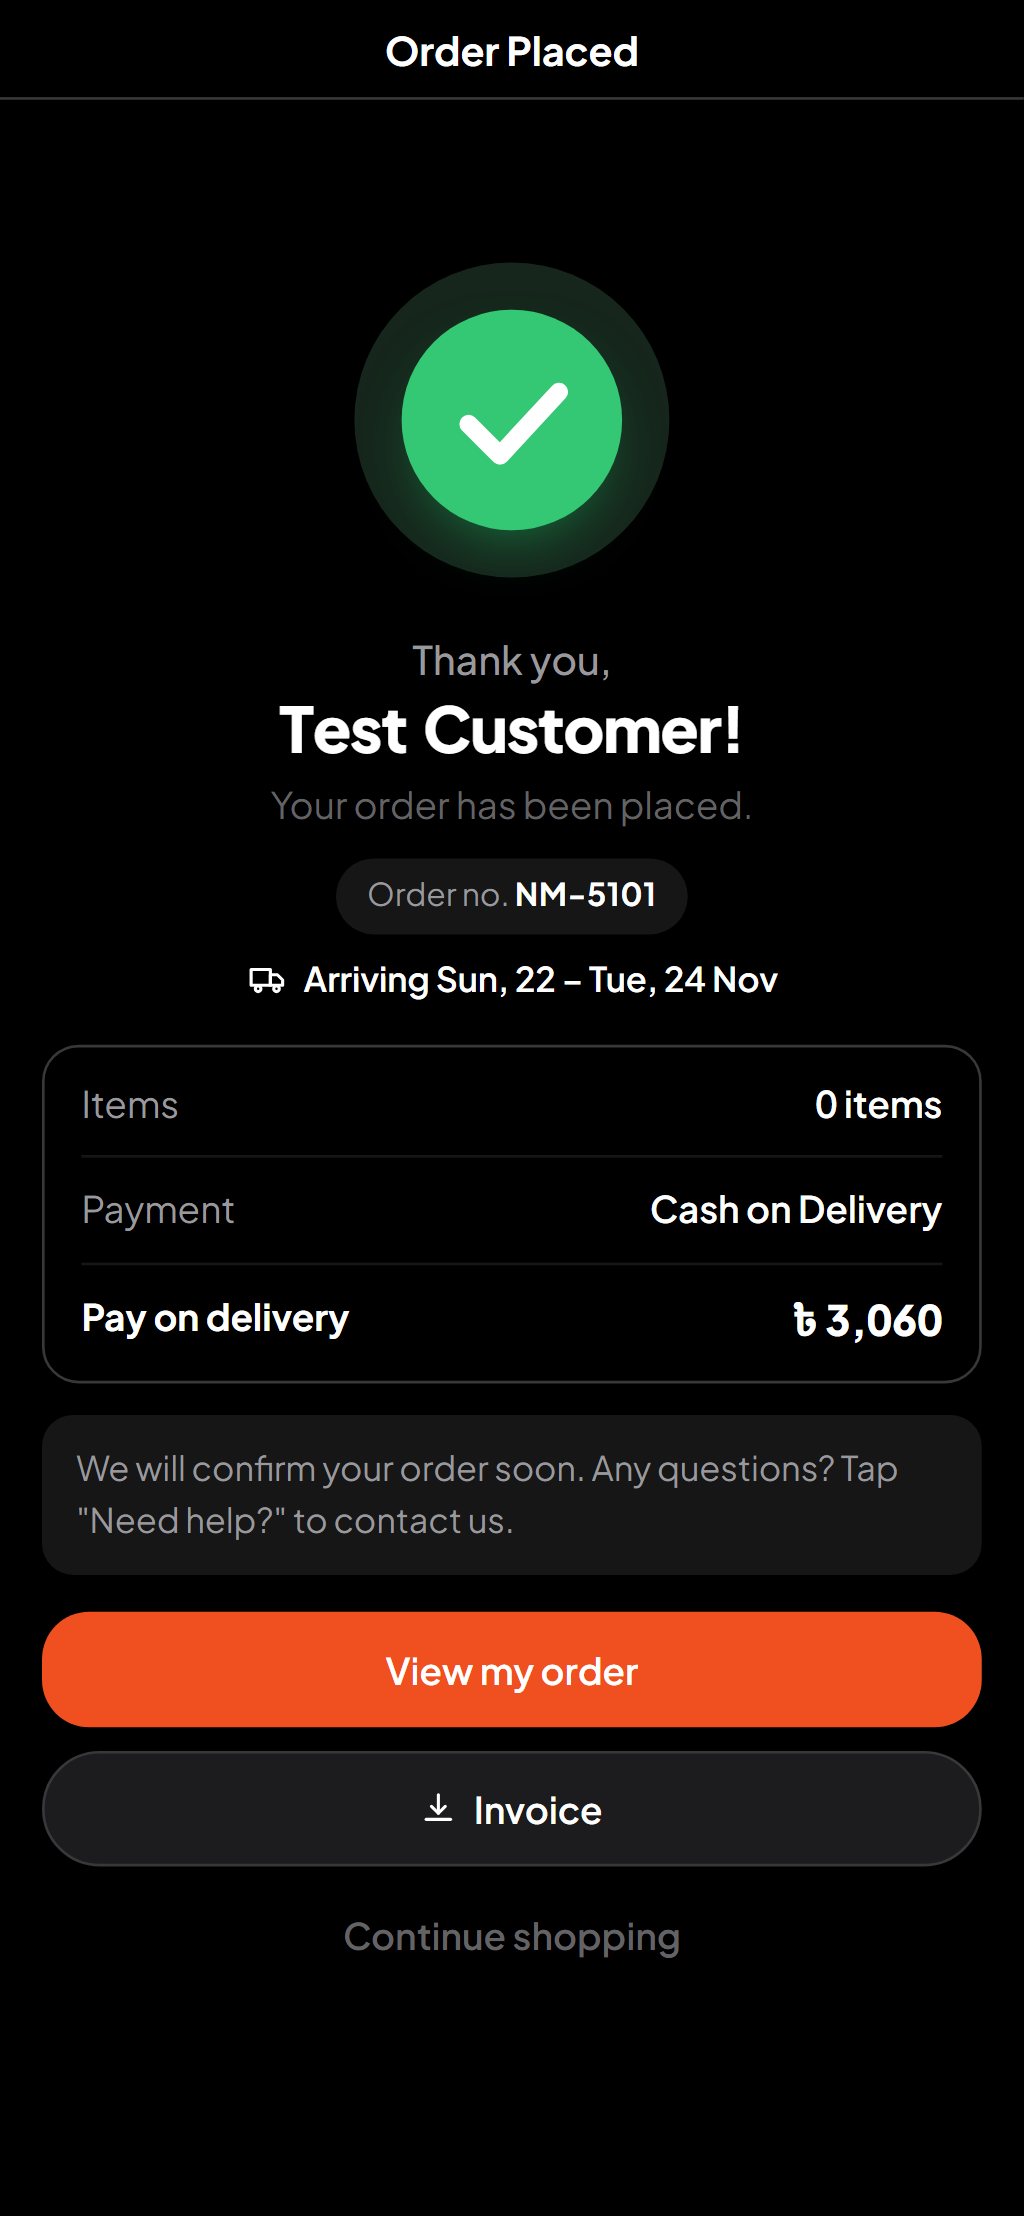 Order Placed
Thank you,
Test Customer!
Your order has been placed.
Order no. NM-5101
Arriving Sun, 22 – Tue, 24 Nov
Items 0 items
Payment Cash on Delivery
Pay on delivery ৳ 3,060
We will confirm your order soon. Any questions? Tap
"Need help?" to contact us.
View my order
Invoice
Continue shopping